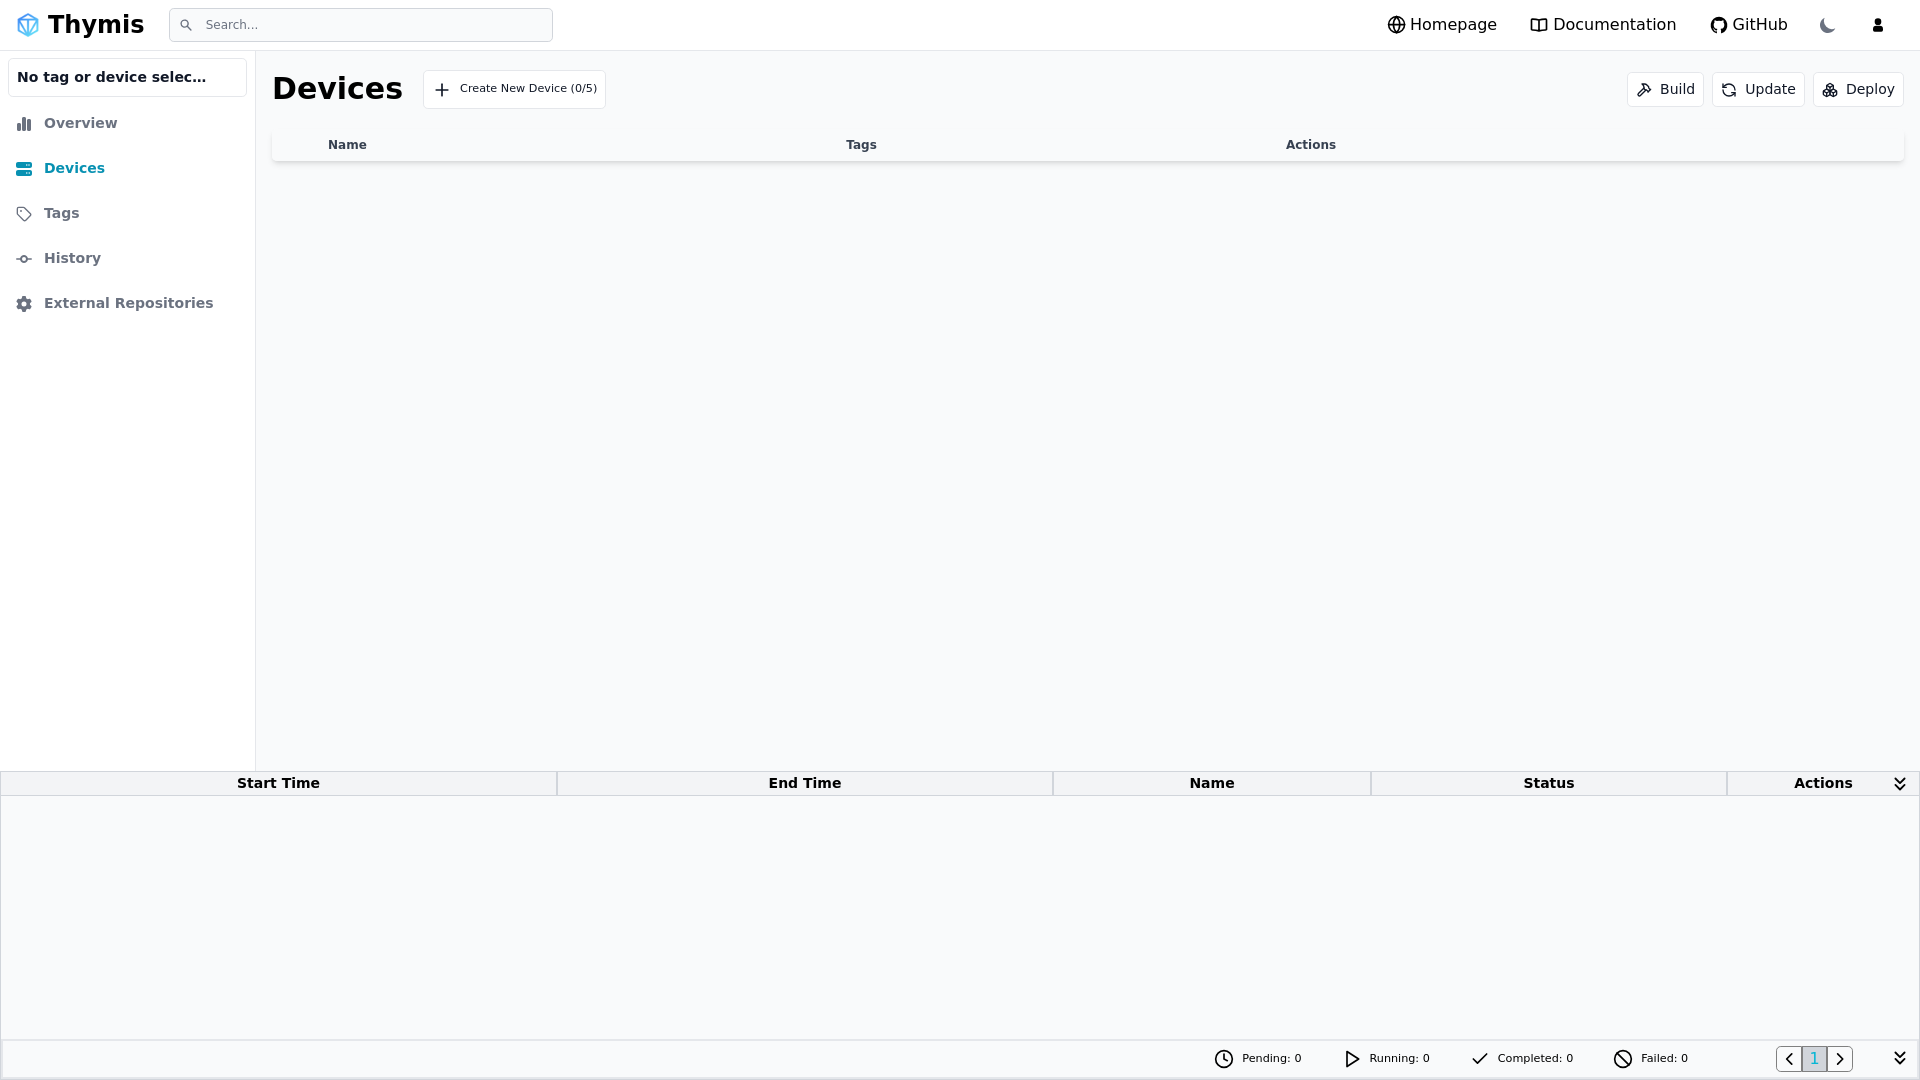 Thymis
Search...
Homepage
Documentation
GitHub
No tag or device selec...
Overview
Devices
Tags
History
External Repositories
Devices
Create New Device (0/5)
Build
Update
Deploy
Name
Tags
Actions
Start Time
End Time
Name
Status
Actions
Pending: 0
Running: 0
Completed: 0
Failed: 0
1